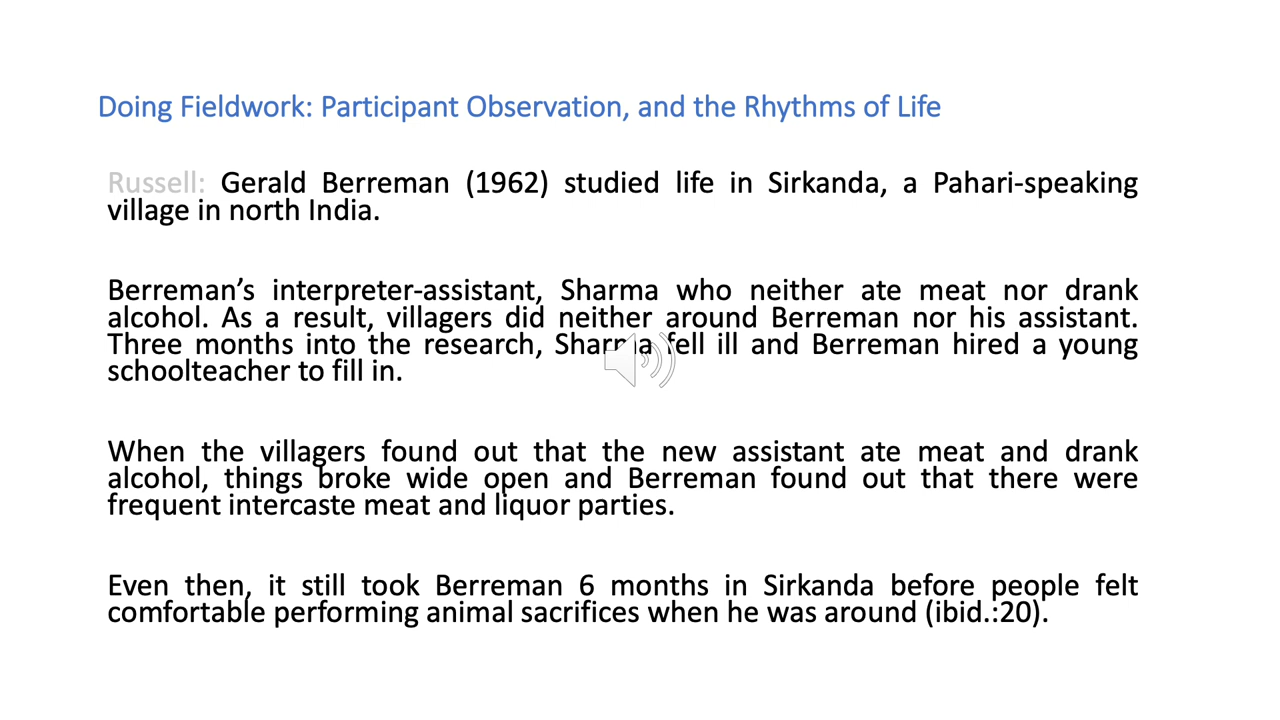 Doing Fieldwork: Participant Observation, and the Rhythms of Life
Russell: Gerald Berreman (1962) studied life in Sirkanda, a Pahari-speaking
village in north India.
Berreman’s interpreter-assistant, Sharma who neither ate meat nor drank
alcohol. As a result, villagers did neither around Berreman nor his assistant.
Three months into the research, Sharma fell ill and Berreman hired a young
schoolteacher to fill in.
When the villagers found out that the new assistant ate meat and drank
alcohol, things broke wide open and Berreman found out that there were
frequent intercaste meat and liquor parties.
Even then, it still took Berreman 6 months in Sirkanda before people felt
comfortable performing animal sacrifices when he was around (ibid.:20).